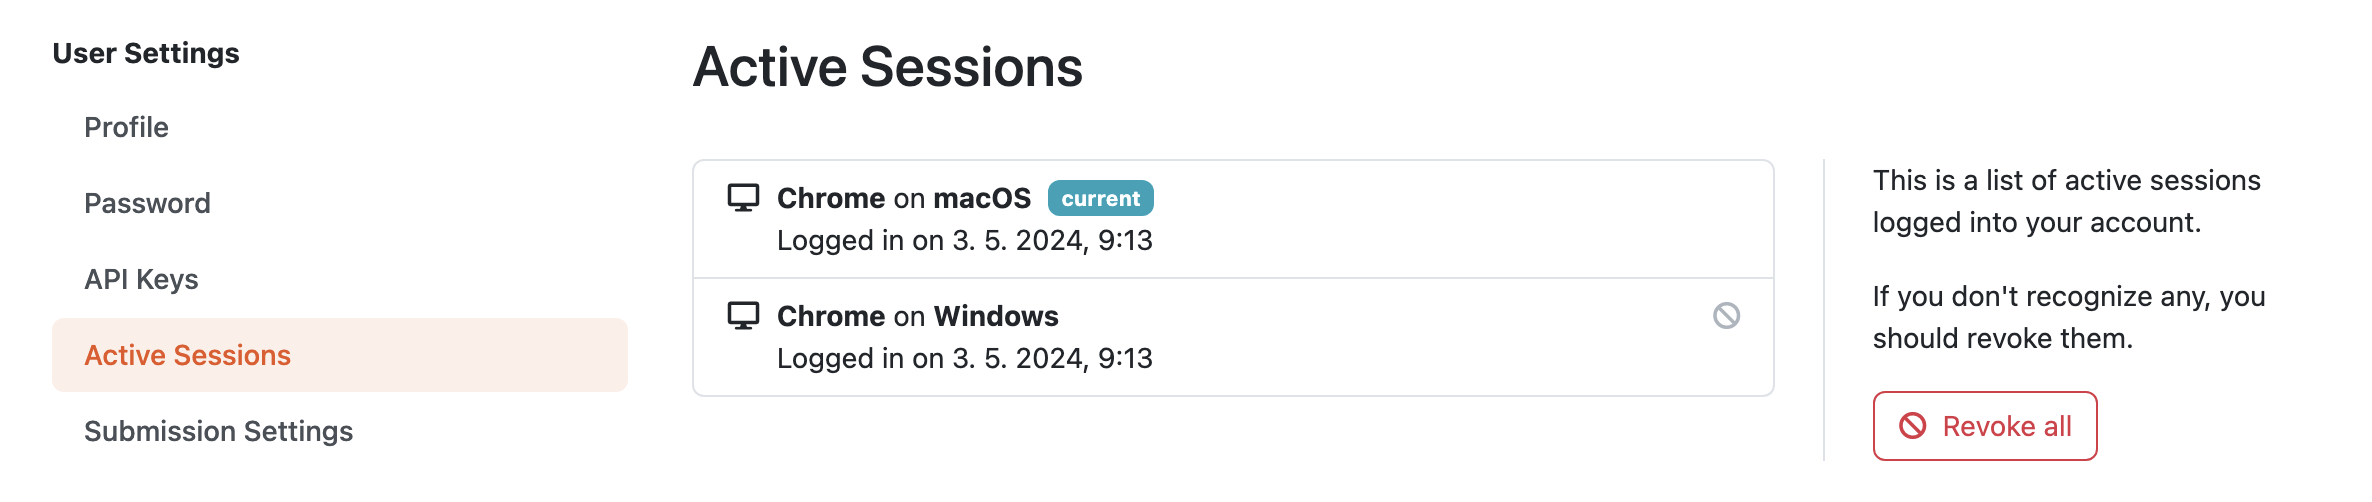 User Settings
Profile
Password
API Keys
Active Sessions
Submission Settings
Active Sessions
Chrome on macOS current
Logged in on 3. 5. 2024, 9:13
Chrome on Windows
Logged in on 3. 5. 2024, 9:13
This is a list of active sessions
logged into your account.
If you don't recognize any, you
should revoke them.
Revoke all